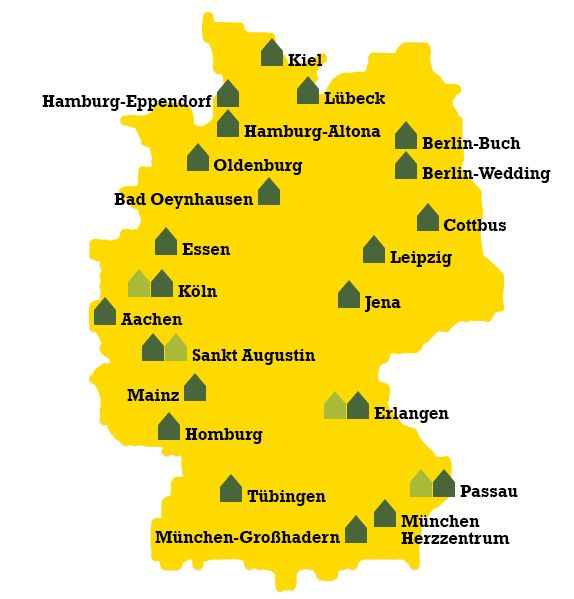 Kiel
Lübeck
Hamburg-Eppendorf
Hamburg-Altona
Berlin-Buch
Oldenburg
Berlin-Wedding
Bad Oeynhausen
Cottbus
Essen
Leipzig
Köln
Jena
Aachen
Sankt Augustin
Mainz
Erlangen
Homburg
Passau
Tübingen
München
Herzzentrum
München-Großhadern